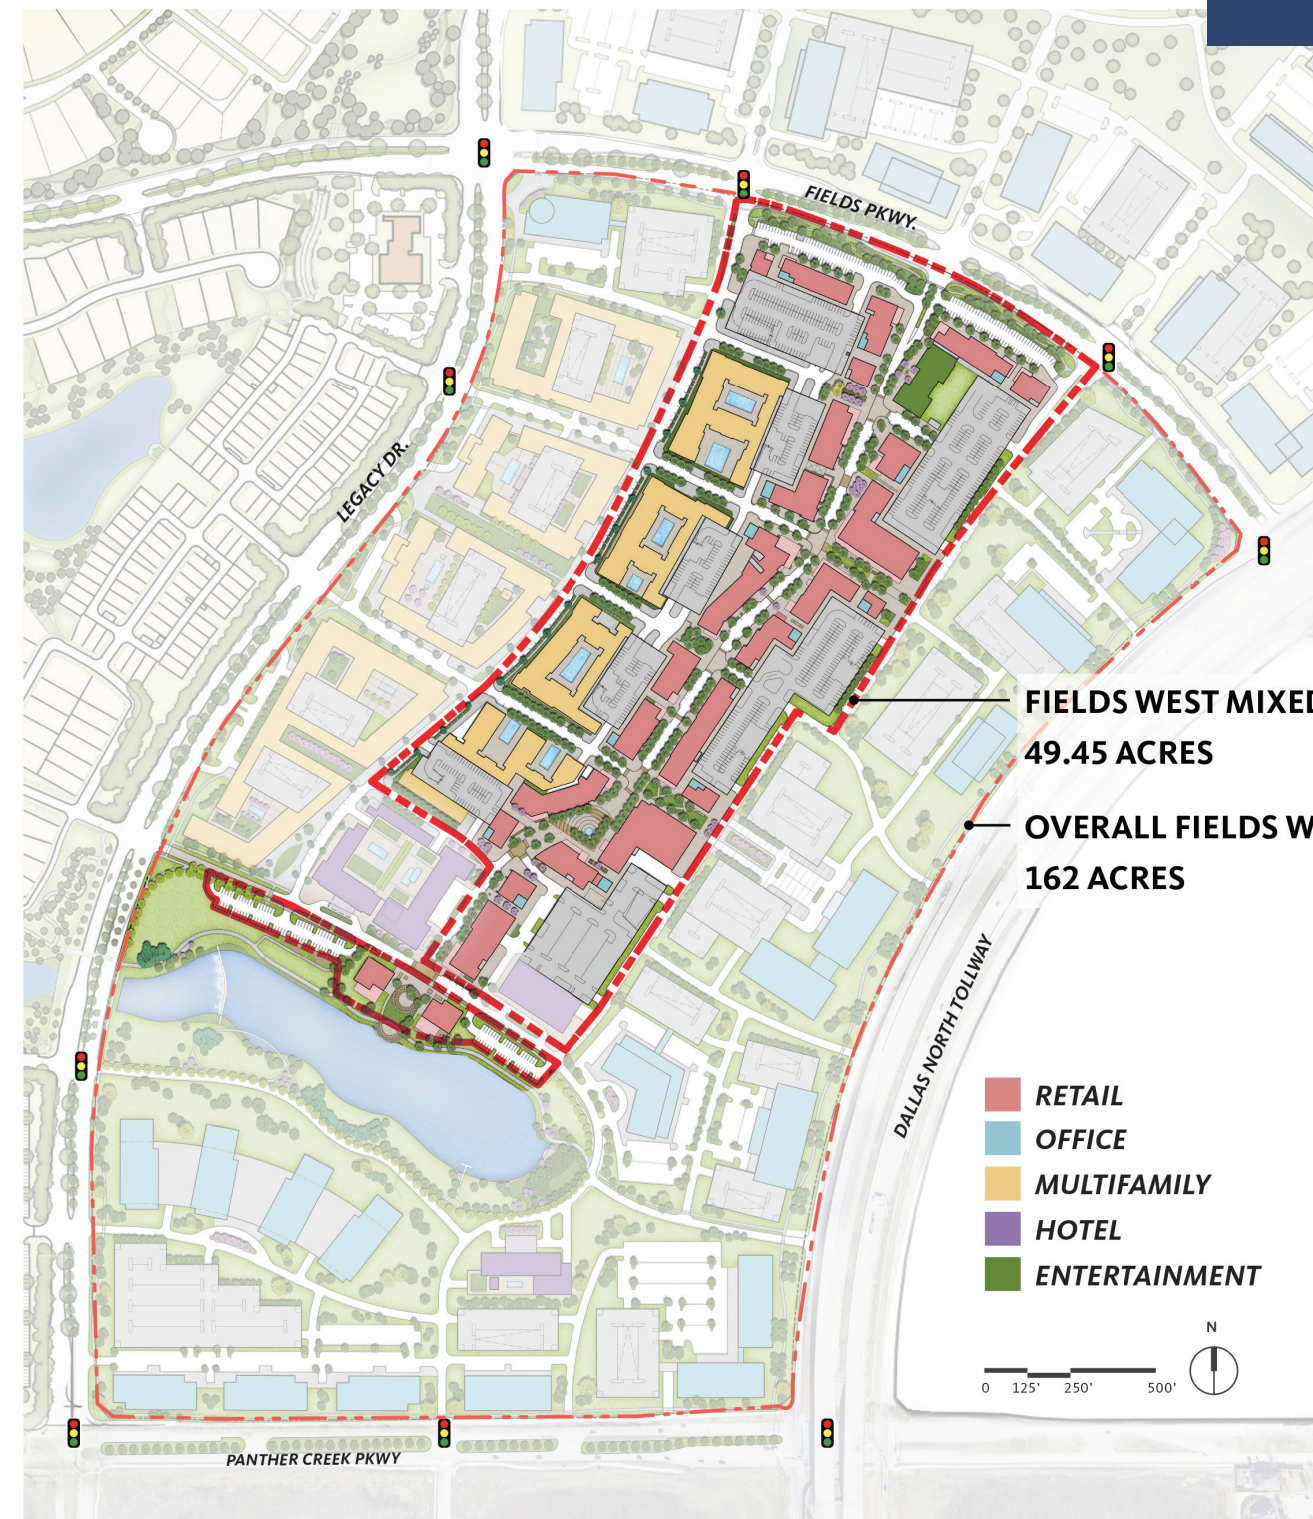 FIELDS PKWY.
LEGACY DR.
FIELDS WEST MIXED
49.45 ACRES
OVERALL FIELDS W
162 ACRES
DALLAS NORTH TOLLWAY
RETAIL
OFFICE
MULTIFAMILY
HOTEL
ENTERTAINMENT
N
0 125' 250' 500'
PANTHER CREEK PKWY